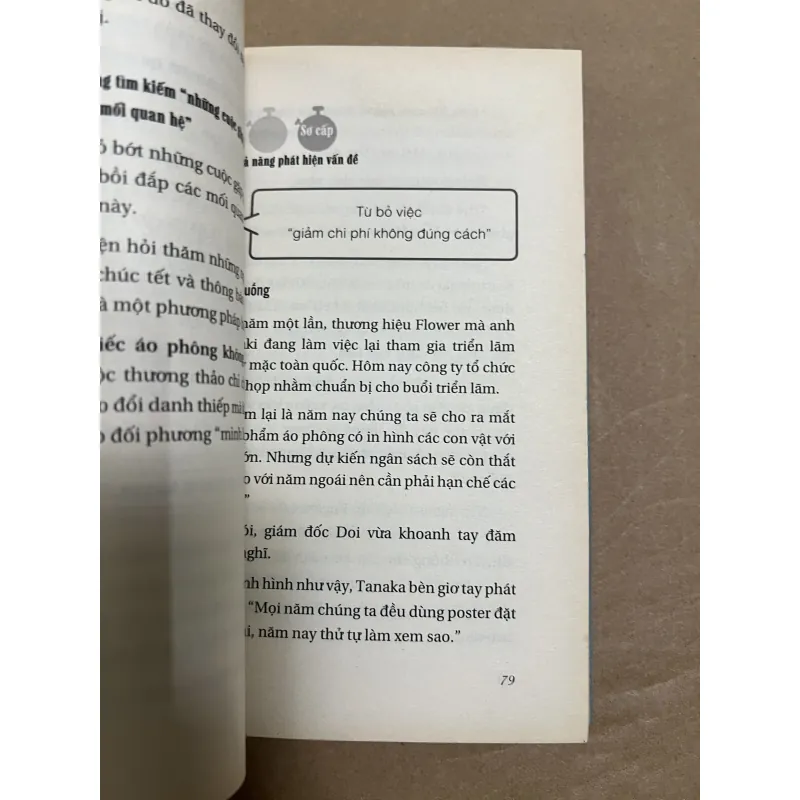 đã thay đổi
i.
g tìm kiếm “những cuộc
mối quan hệ”
bớt những cuộc
bồi đắp các mối
này.
ện hỏi thăm những
chúc tết và thông
à một phương pháp
iếc áo phông không
ộc thương thảo chỉ
đổi danh thiếp mà
đối phương “mình
Sơ cấp
ả năng phát hiện vấn đề
Từ bỏ việc
“giảm chi phí không đúng cách”
uống
năm một lần, thương hiệu Flower mà anh
ki đang làm việc lại tham gia triển lãm
mặc toàn quốc. Hôm nay công ty tổ chức
họp nhằm chuẩn bị cho buổi triển lãm.
m lại là năm nay chúng ta sẽ cho ra mắt
phẩm áo phông có in hình các con vật với
ớn. Nhưng dự kiến ngân sách sẽ còn thắt
o với năm ngoái nên cần phải hạn chế các
”
ói, giám đốc Doi vừa khoanh tay đăm
nghĩ.
nh hình như vậy, Tanaka bèn giơ tay phát
“Mọi năm chúng ta đều dùng poster đặt
i, năm nay thử tự làm xem sao.”
79